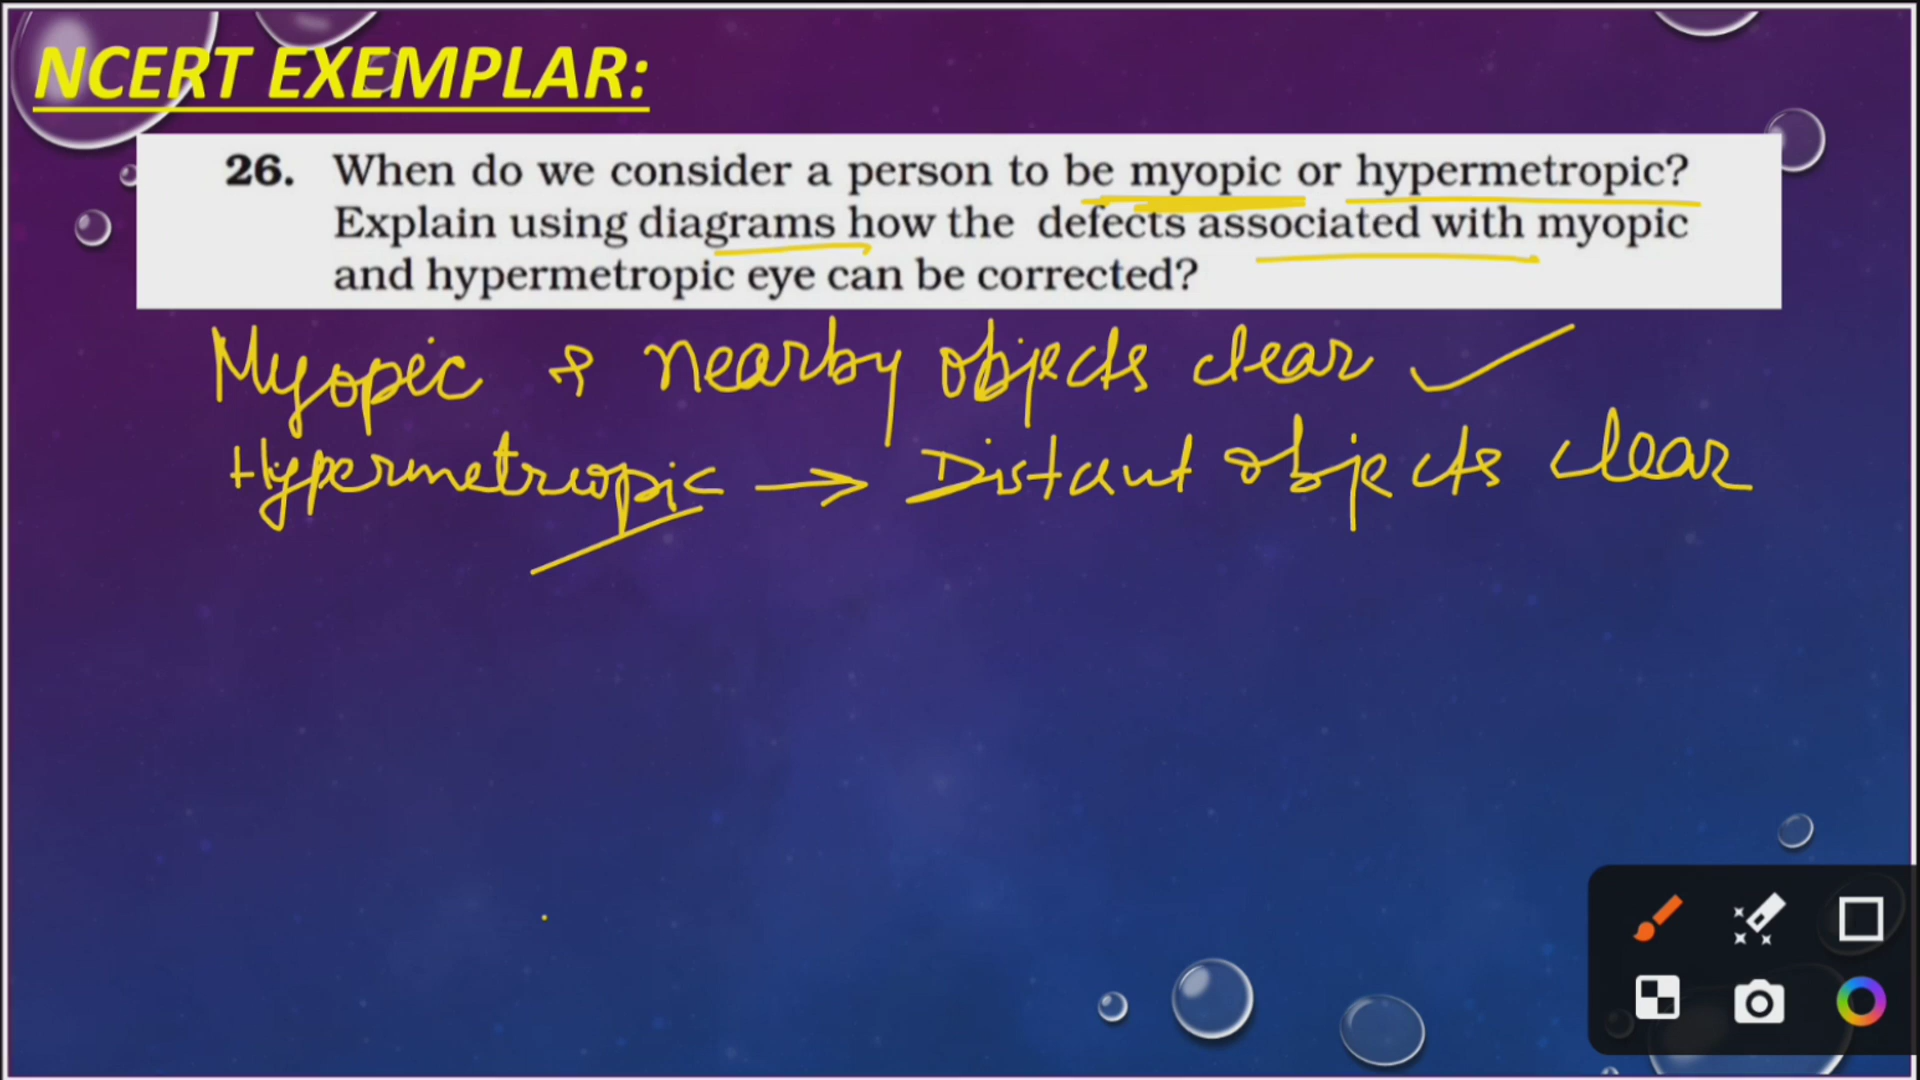 NCERT EXEMPLAR:
26. When do we consider a person to be myopic or hypermetropic?
Explain using diagrams how the defects associated with myopic
and hypermetropic eye can be corrected?
Myopic → nearby objects clear ✓
Hypermetropic → Distant objects clear